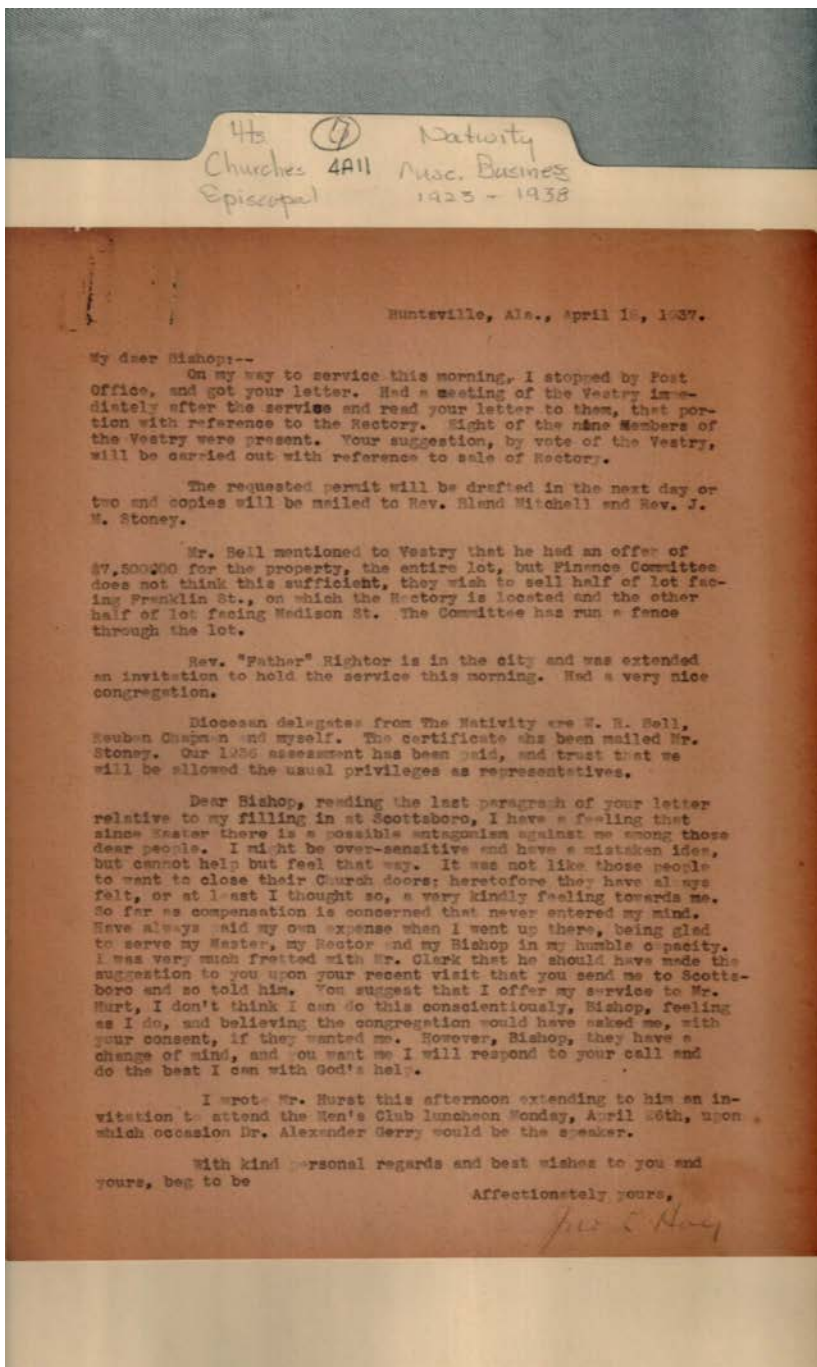 Hts. 7 Nativity
Churches 4A11 Misc. Business
Episcopal 1923 - 1938
Huntsville, Ala., April 18, 1937.
My daer Bishop:--
On my way to service this morning, I stopped by Post
Office, and got your letter. Had a meeting of the Vestry imme-
diately after the service and read your letter to them, that por-
tion with reference to the Rectory. Eight of the nine Members of
the Vestry were present. Your suggestion, by vote of the Vestry,
will be carried out with reference to sale of Rectory.
The requested permit will be drafted in the next day or
two and copies will be mailed to Rev. Bland Mitchell and Rev. J.
M. Stoney.
Mr. Bell mentioned to Vestry that he had an offer of
$7,500.00 for the property, the entire lot, but Finance Committee
does not think this sufficient, they wish to sell half of lot fac-
ing Franklin St., on which the Rectory is located and the other
half of lot facing Madison St. The Committee has run a fence
through the lot.
Rev. "Father" Rightor is in the city and was extended
an invitation to hold the service this morning. Had a very nice
congregation.
Diocesan delegates from The Nativity are W. R. Bell,
Reuben Chapman and myself. The certificate ahs been mailed Mr.
Stoney. Our 1936 assessment has been paid, and trust that we
will be allowed the usual privileges as representatives.
Dear Bishop, reading the last paragraph of your letter
relative to my filling in at Scottsboro, I have a feeling that
since Easter there is a possible antagonism against me among those
dear people. I might be over-sensitive and have a mistaken idea,
but cannot help but feel that way. It was not like those people
to want to close their Church doors; heretofore they have always
felt, or at least I thought so, a very kindly feeling towards me.
So far as compensation is concerned that never entered my mind.
Have always paid my own expense when I went up there, being glad
to serve my Master, my Rector and my Bishop in my humble capacity.
I was very much fretted with Mr. Clark that he should have made the
suggestion to you upon your recent visit that you send me to Scotts-
boro and so told him. You suggest that I offer my service to Mr.
Hurt, I don't think I can do this conscientiously, Bishop, feeling
as I do, and believing the congregation would have asked me, with
your consent, if they wanted me. However, Bishop, they have a
change of mind, and you want me I will respond to your call and
do the best I can with God's help.
I wrote Mr. Hurst this afternoon extending to him an in-
vitation to attend the Men's Club luncheon Monday, April 26th, upon
which occasion Dr. Alexander Gerry would be the speaker.
With kind personal regards and best wishes to you and
yours, beg to be
Affectionately yours,
Jno E Hay